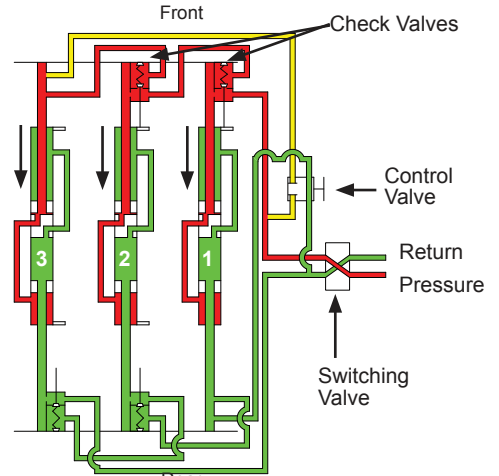 Front
Check Valves
Control
Valve
3
2
1
Return
Pressure
Switching
Valve